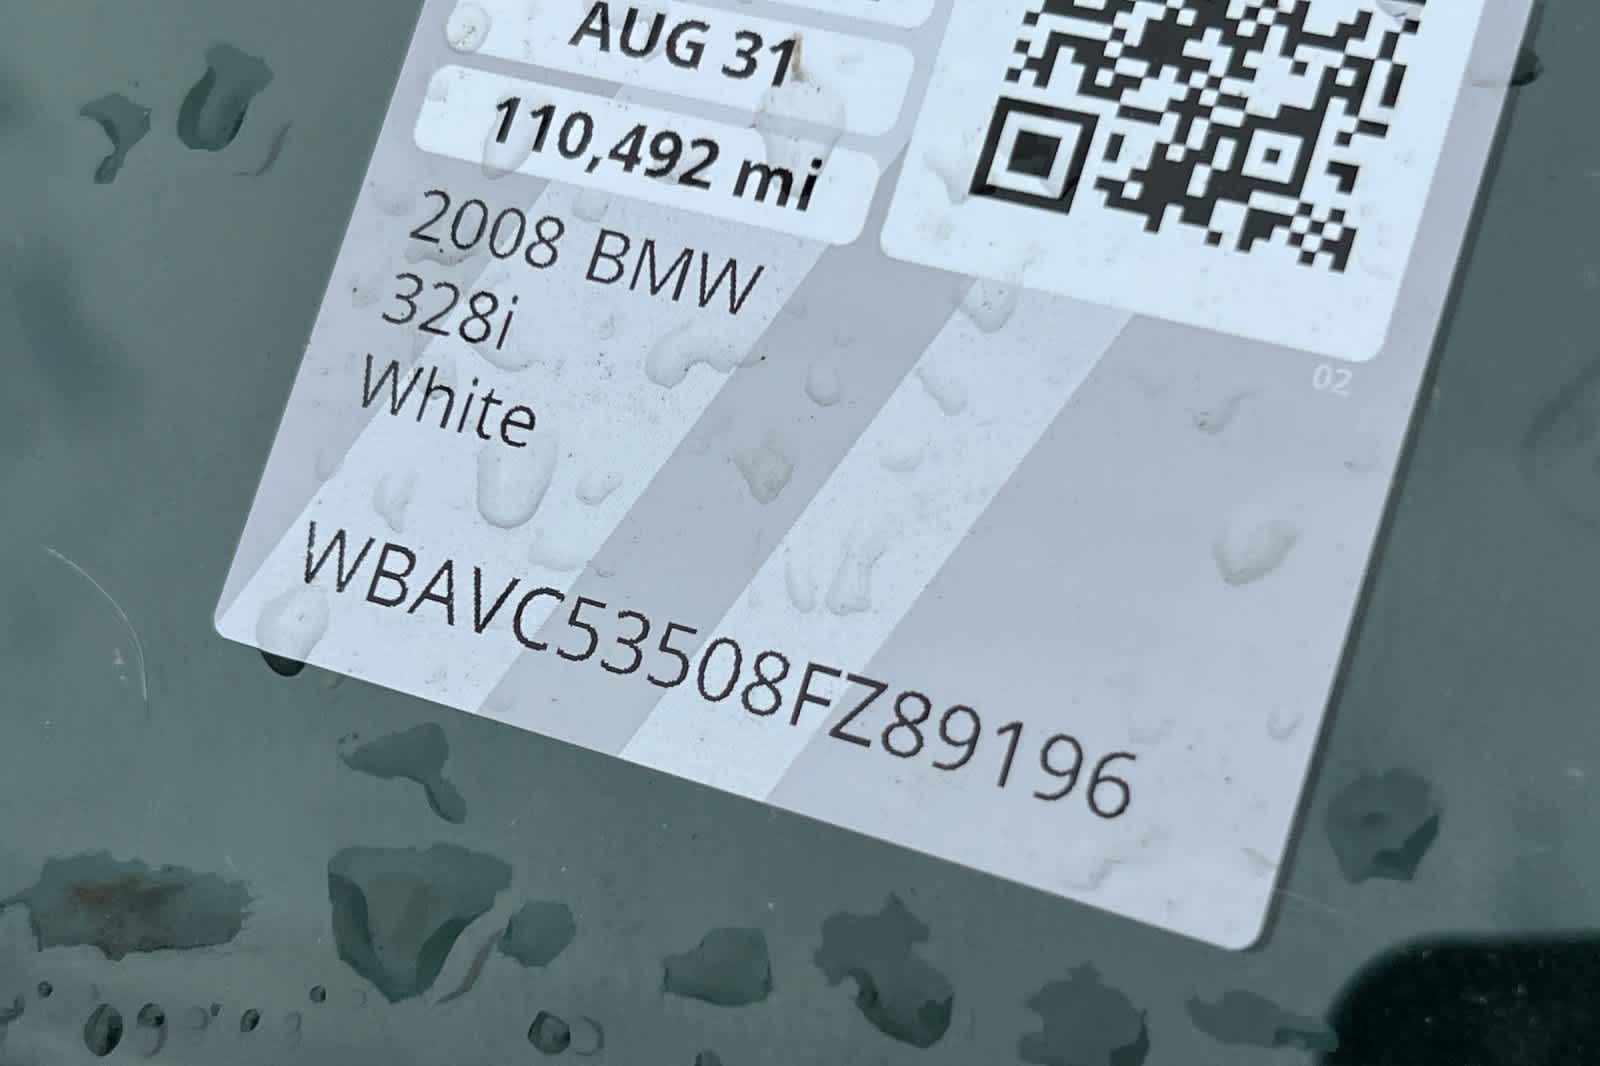 AUG 31
110,492 mi
2008 BMW
328i
White
02
WBAVC53508FZ89196